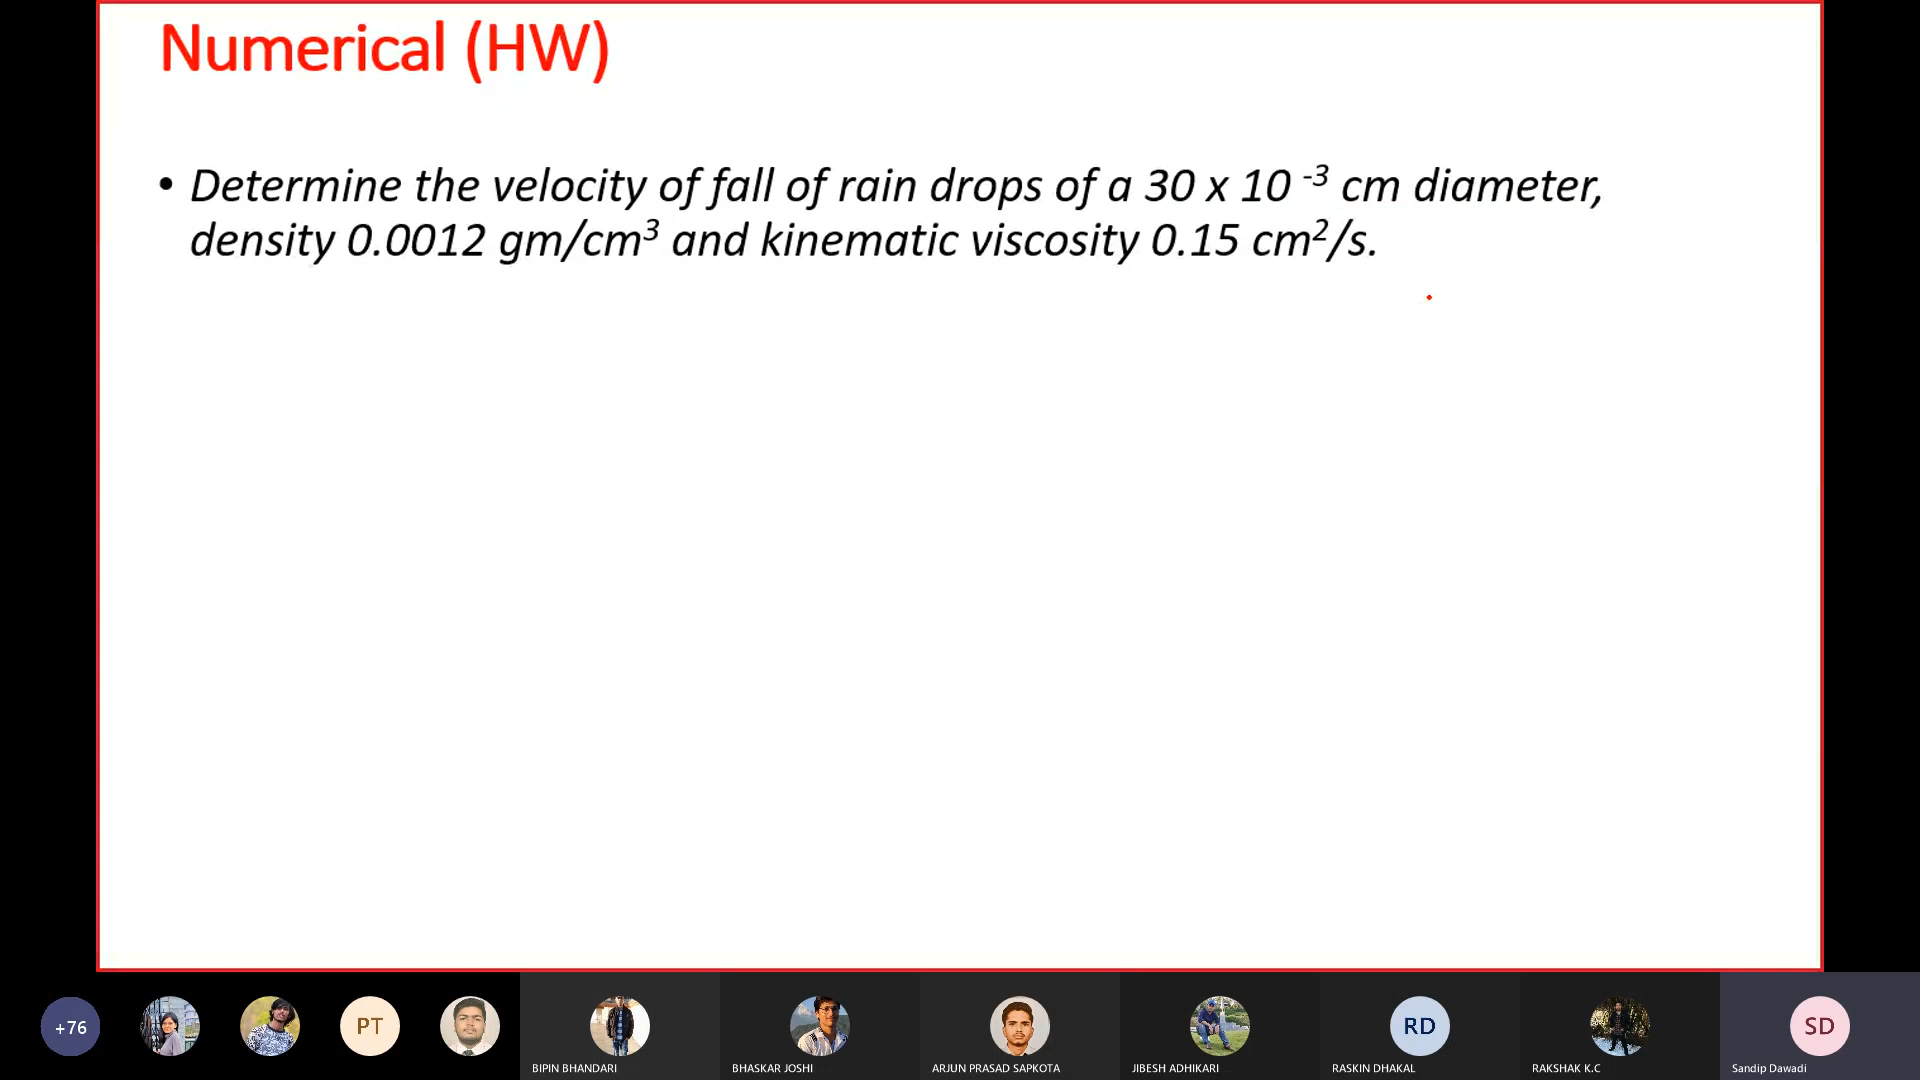 Numerical (HW)
• Determine the velocity of fall of rain drops of a 30 x 10 ⁻³ cm diameter,
density 0.0012 gm/cm³ and kinematic viscosity 0.15 cm²/s.
+76
PT
RD
SD
BIPIN BHANDARI
BHASKAR JOSHI
ARJUN PRASAD SAPKOTA
JIBESH ADHIKARI
RASKIN DHAKAL
RAKSHAK K.C
Sandip Dawadi